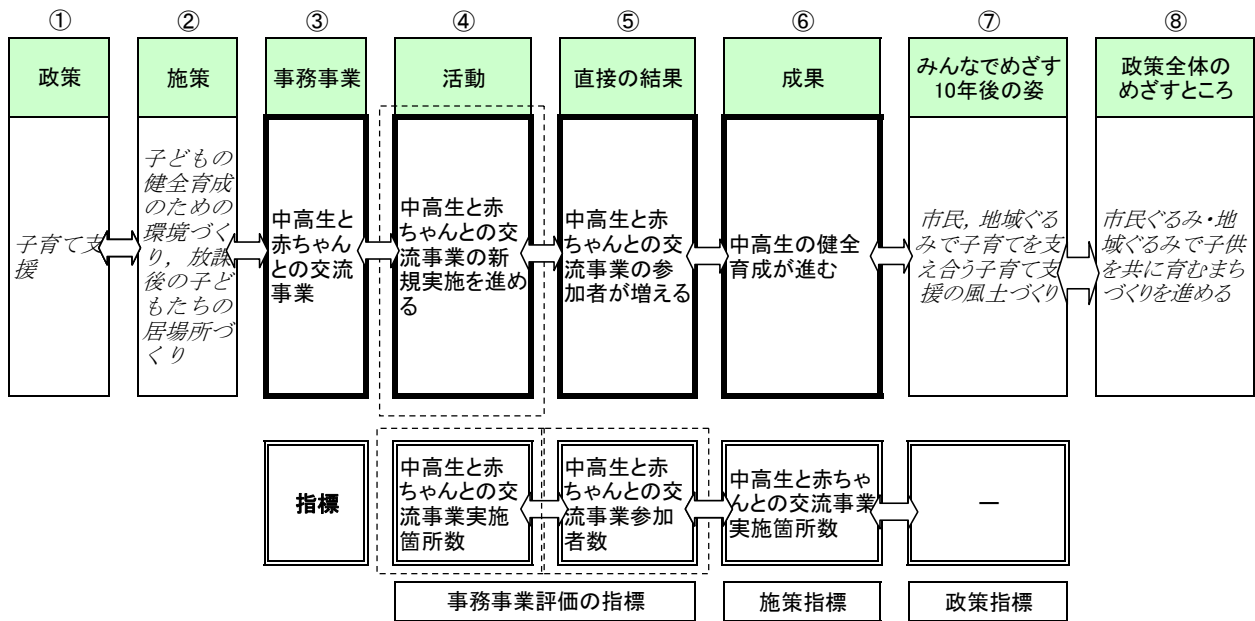 ①
②
③
④
⑤
⑥
⑦
⑧
政策
施策
事務事業
活動
直接の結果
成果
みんなでめざす
10年後の姿
政策全体の
めざすところ
子育て支
援
子どもの
健全育成
のための
環境づく
り，放課
後の子ど
もたちの
居場所づ
くり
中高生と
赤ちゃん
との交流
事業
中高生と赤
ちゃんとの交
流事業の新
規実施を進め
る
中高生と赤
ちゃんとの交
流事業の参
加者が増える
中高生の健全
育成が進む
市民，地域ぐる
みで子育てを支
え合う子育て支
援の風土づくり
市民ぐるみ・地
域ぐるみで子供
を共に育むまち
づくりを進める
指標
中高生と赤
ちゃんとの交
流事業実施
箇所数
中高生と赤
ちゃんとの交
流事業参加
者数
中高生と赤ちゃ
んとの交流事業
実施箇所数
－
事務事業評価の指標
施策指標
政策指標